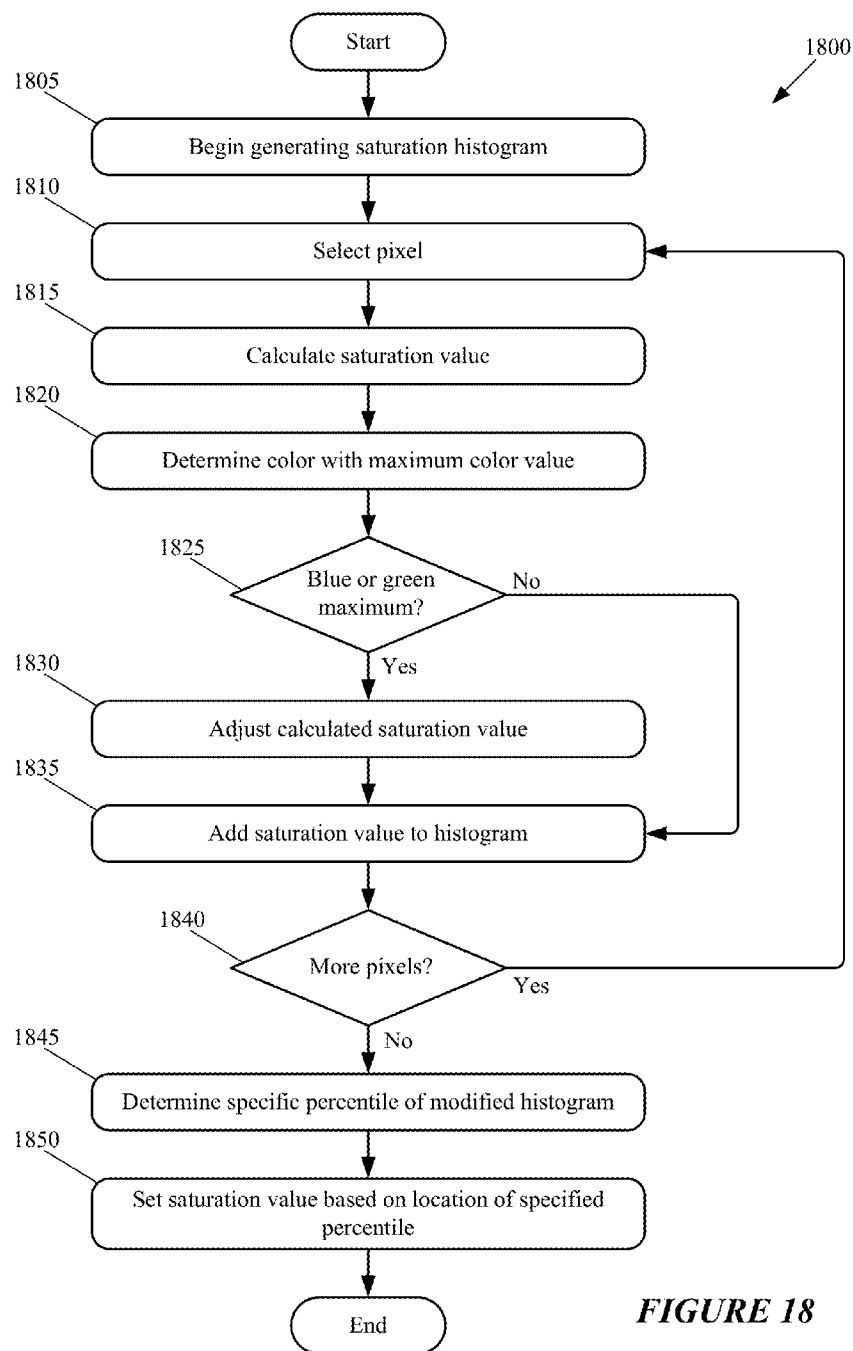 Start
1800
1805
Begin generating saturation histogram
1810
Select pixel
1815
Calculate saturation value
1820
Determine color with maximum color value
1825
Blue or green
maximum?
No
Yes
1830
Adjust calculated saturation value
1835
Add saturation value to histogram
1840
More pixels?
Yes
No
1845
Determine specific percentile of modified histogram
1850
Set saturation value based on location of specified
percentile
End
FIGURE 18